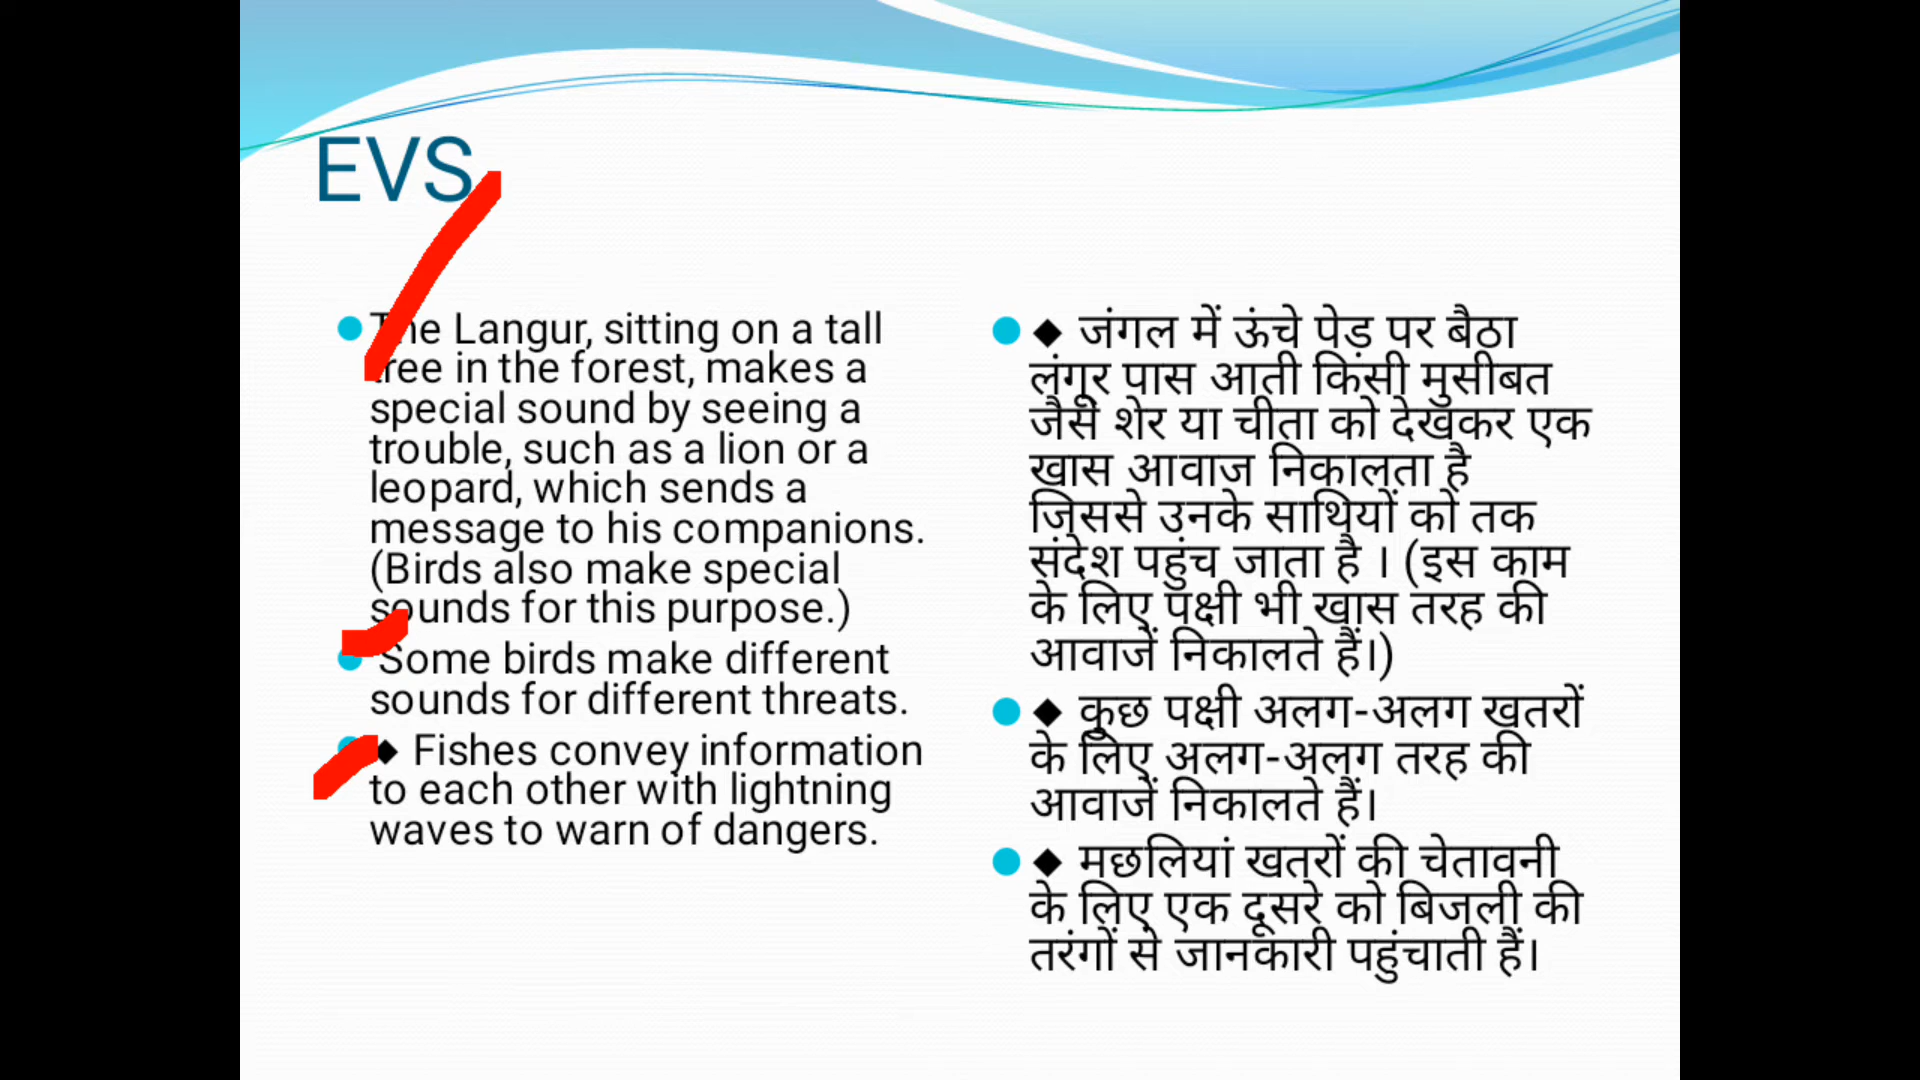 EVS
The Langur, sitting on a tall
tree in the forest, makes a
special sound by seeing a
trouble, such as a lion or a
leopard, which sends a
message to his companions.
(Birds also make special
sounds for this purpose.)
Some birds make different
sounds for different threats.
◆ Fishes convey information
to each other with lightning
waves to warn of dangers.
◆ जंगल में ऊंचे पेड़ पर बैठा
लंगूर पास आती किसी मुसीबत
जैसे शेर या चीता को देखकर एक
खास आवाज निकालता है
जिससे उनके साथियों को तक
संदेश पहुंच जाता है । (इस काम
के लिए पक्षी भी खास तरह की
आवाजें निकालते हैं।)
◆ कुछ पक्षी अलग-अलग खतरों
के लिए अलग-अलग तरह की
आवाजें निकालते हैं।
◆ मछलियां खतरों की चेतावनी
के लिए एक दूसरे को बिजली की
तरंगों से जानकारी पहुंचाती हैं।